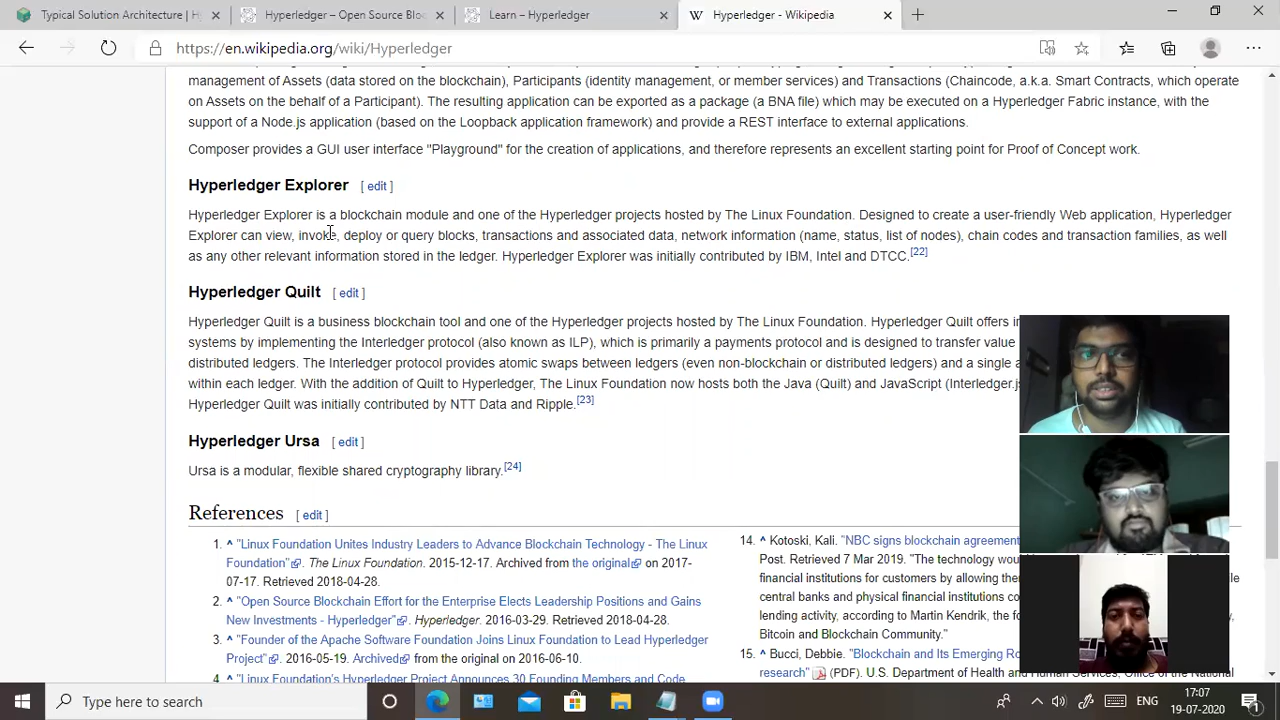 Typical Solution Architecture |
Hyperledger – Open Source Bloc
Learn – Hyperledger
Hyperledger - Wikipedia
https://en.wikipedia.org/wiki/Hyperledger
management of Assets (data stored on the blockchain), Participants (identity management, or member services) and Transactions (Chaincode, a.k.a. Smart Contracts, which operate
on Assets on the behalf of a Participant). The resulting application can be exported as a package (a BNA file) which may be executed on a Hyperledger Fabric instance, with the
support of a Node.js application (based on the Loopback application framework) and provide a REST interface to external applications.
Composer provides a GUI user interface "Playground" for the creation of applications, and therefore represents an excellent starting point for Proof of Concept work.
Hyperledger Explorer [ edit ]
Hyperledger Explorer is a blockchain module and one of the Hyperledger projects hosted by The Linux Foundation. Designed to create a user-friendly Web application, Hyperledger
Explorer can view, invoke, deploy or query blocks, transactions and associated data, network information (name, status, list of nodes), chain codes and transaction families, as well
as any other relevant information stored in the ledger. Hyperledger Explorer was initially contributed by IBM, Intel and DTCC.[22]
Hyperledger Quilt [ edit ]
Hyperledger Quilt is a business blockchain tool and one of the Hyperledger projects hosted by The Linux Foundation. Hyperledger Quilt offers
systems by implementing the Interledger protocol (also known as ILP), which is primarily a payments protocol and is designed to transfer value
distributed ledgers. The Interledger protocol provides atomic swaps between ledgers (even non-blockchain or distributed ledgers) and a single
within each ledger. With the addition of Quilt to Hyperledger, The Linux Foundation now hosts both the Java (Quilt) and JavaScript (Interledger.js
Hyperledger Quilt was initially contributed by NTT Data and Ripple.[23]
Hyperledger Ursa [ edit ]
Ursa is a modular, flexible shared cryptography library.[24]
References [ edit ]
1. ^ "Linux Foundation Unites Industry Leaders to Advance Blockchain Technology - The Linux
Foundation". The Linux Foundation. 2015-12-17. Archived from the original on 2017-
07-17. Retrieved 2018-04-28.
2. ^ "Open Source Blockchain Effort for the Enterprise Elects Leadership Positions and Gains
New Investments - Hyperledger". Hyperledger. 2016-03-29. Retrieved 2018-04-28.
3. ^ "Founder of the Apache Software Foundation Joins Linux Foundation to Lead Hyperledger
Project". 2016-05-19. Archived from the original on 2016-06-10.
4. ^ "Linux Foundation's Hyperledger Project Announces 30 Founding Members and Code
14. ^ Kotoski, Kali. "NBC signs blockchain agreement
Post. Retrieved 7 Mar 2019. "The technology
financial institutions for customers by allowing
central banks and physical financial institutions
lending activity, according to Martin Kendrik, the
Bitcoin and Blockchain Community."
15. ^ Bucci, Debbie. "Blockchain and Its Emerging
research" (PDF). U.S. Department of Health and Human Services, Office of the National
Type here to search
ENG
17:07
19-07-2020